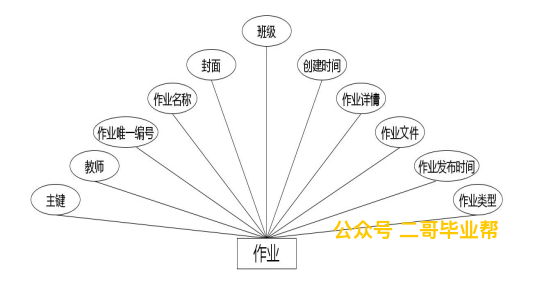 班级
封面
创建时间
作业名称
作业详情
作业唯一编号
作业文件
教师
作业发布时间
主键
作业类型
公众号 二哥毕业帮
作业